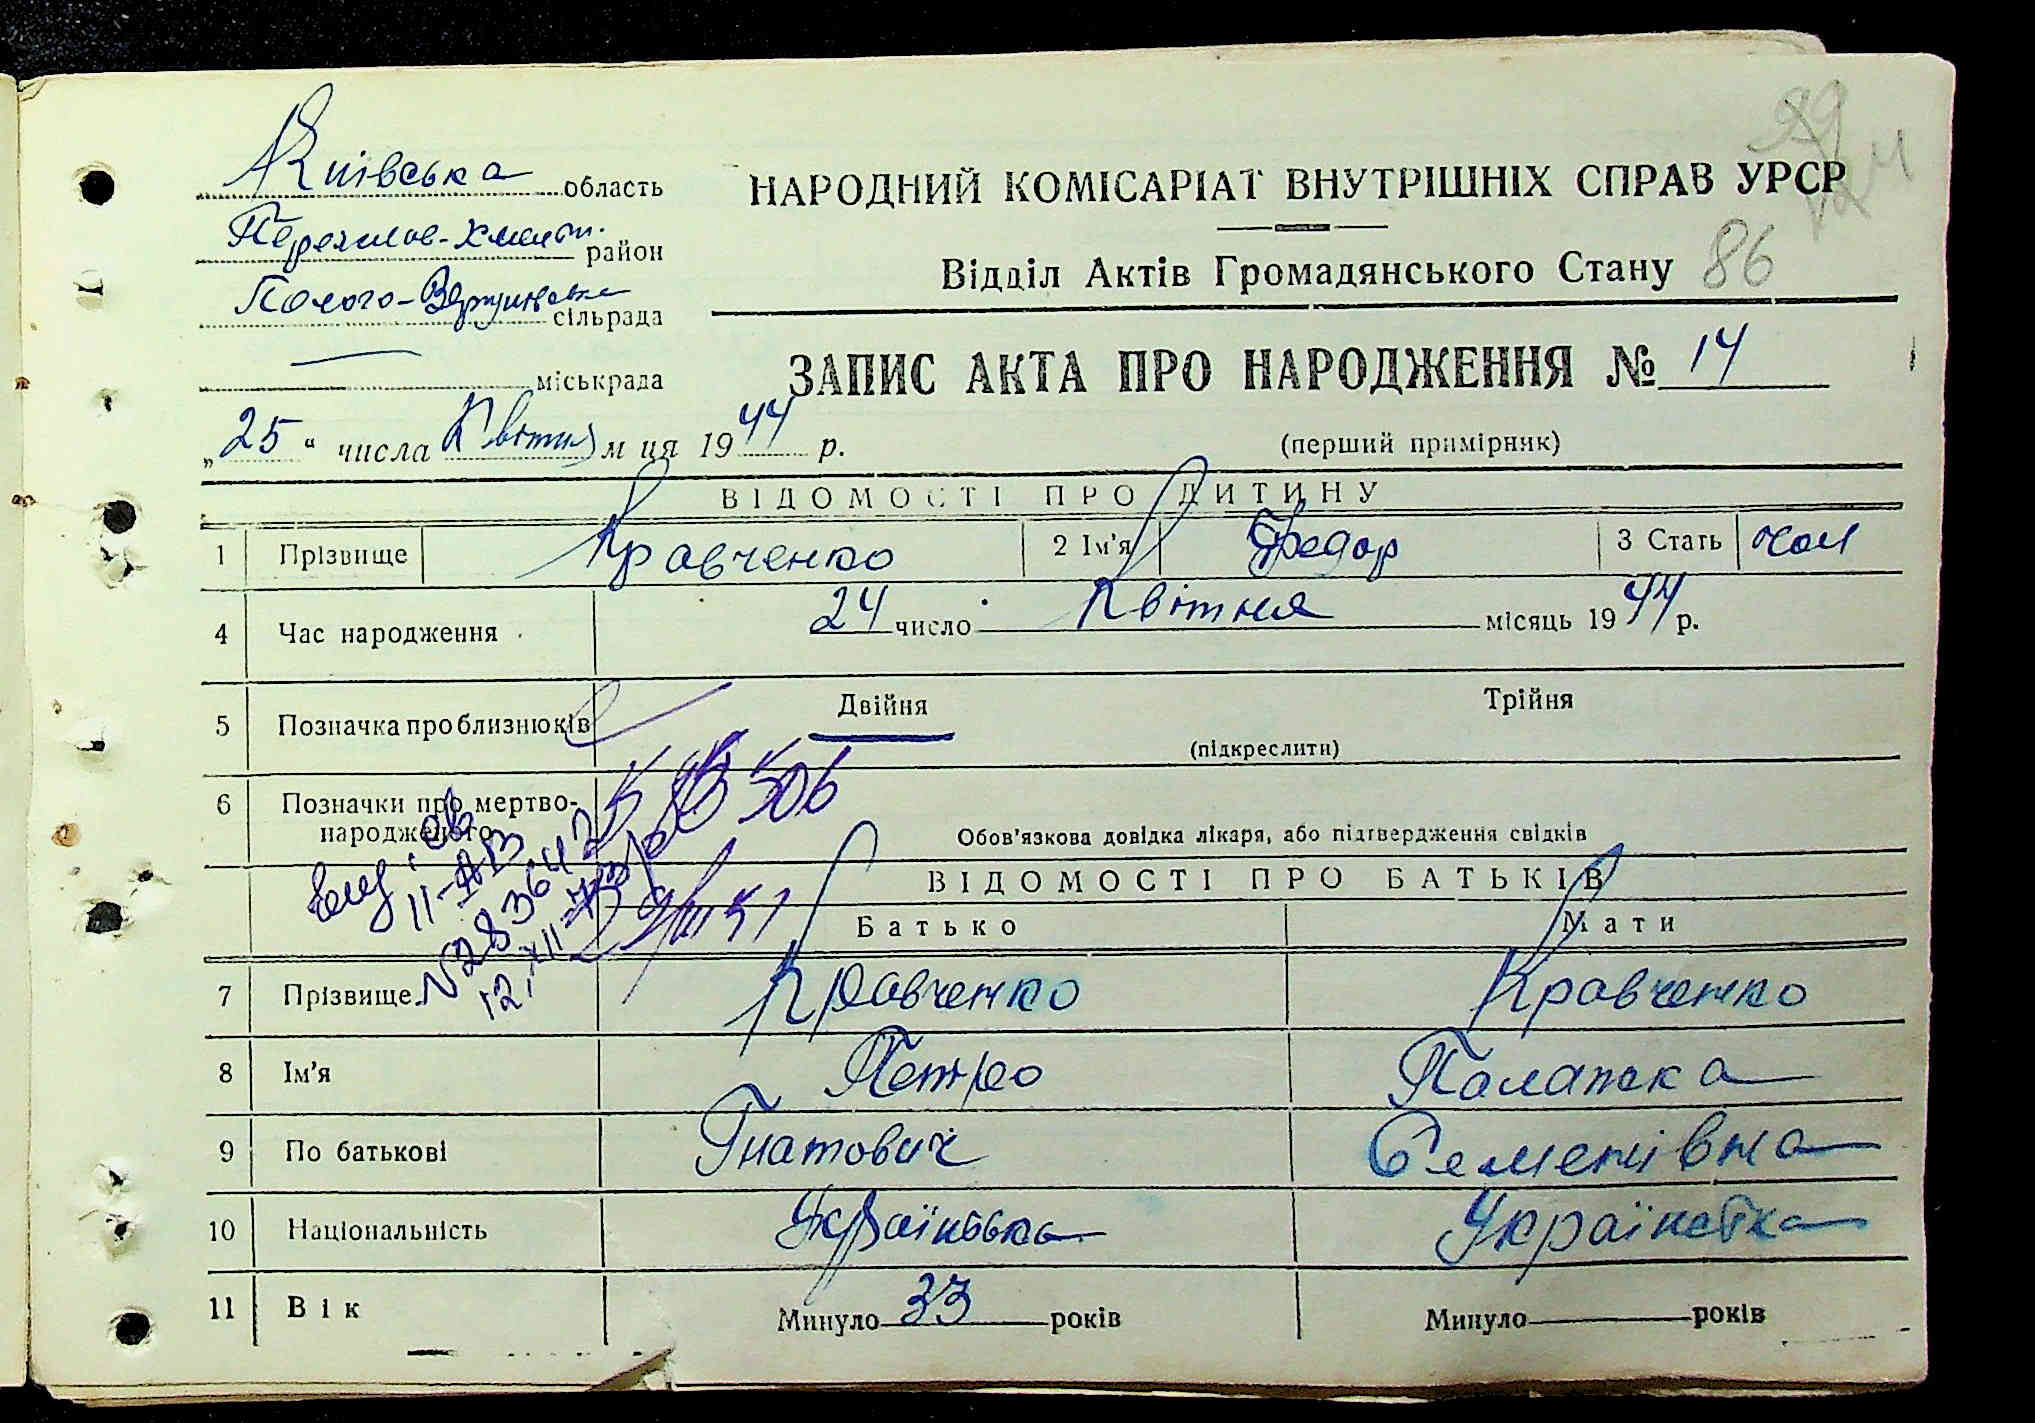 Київська область
НАРОДНИЙ КОМІСАРІАТ ВНУТРІШНІХ СПРАВ УРСР
Переяслов-Хмельн. район
Відділ Актів Громадянського Стану 86
Полого-Вергунівська сільрада
міськрада
ЗАПИС АКТА ПРО НАРОДЖЕННЯ № 14
„25“ числа Квітня м ця 1944 р.
(перший примірник)
ВІДОМОСТІ ПРО ДИТИНУ
1 Прізвище Кравченко 2 Ім'я Федор 3 Стать чол
4 Час народження 24 число Квітня місяць 1944 р.
5 Позначка про близнюків Двійня Трійня
(підкреслити)
6 Позначки про мертво-
народженого
Обов'язкова довідка лікаря, або підтвердження свідків
ВІДОМОСТІ ПРО БАТЬКІВ
Батько Мати
7 Прізвище Кравченко Кравченко
8 Ім'я Петро Палажка
9 По батькові Гнатович Семенівна
10 Національність Українська Українська
11 Вік Минуло 33 років Минуло років